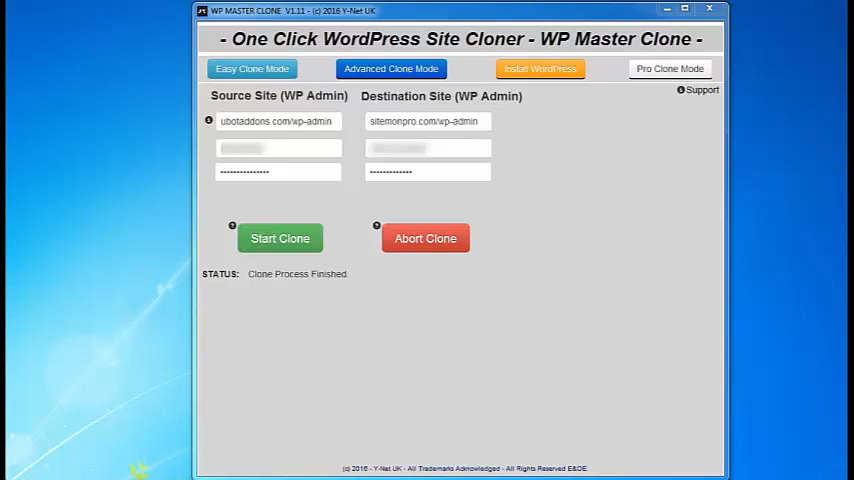 WP MASTER CLONE V1.11 - (c) 2016 Y-Net UK
- One Click WordPress Site Cloner - WP Master Clone -
Easy Clone Mode Advanced Clone Mode Install WordPress Pro Clone Mode
Support
Source Site (WP Admin) Destination Site (WP Admin)
ubotaddons.com/wp-admin sitemonpro.com/wp-admin
Start Clone Abort Clone
STATUS: Clone Process Finished
(c) 2016 - Y-Net UK - All Trademarks Acknowledged - All Rights Reserved E&OE.